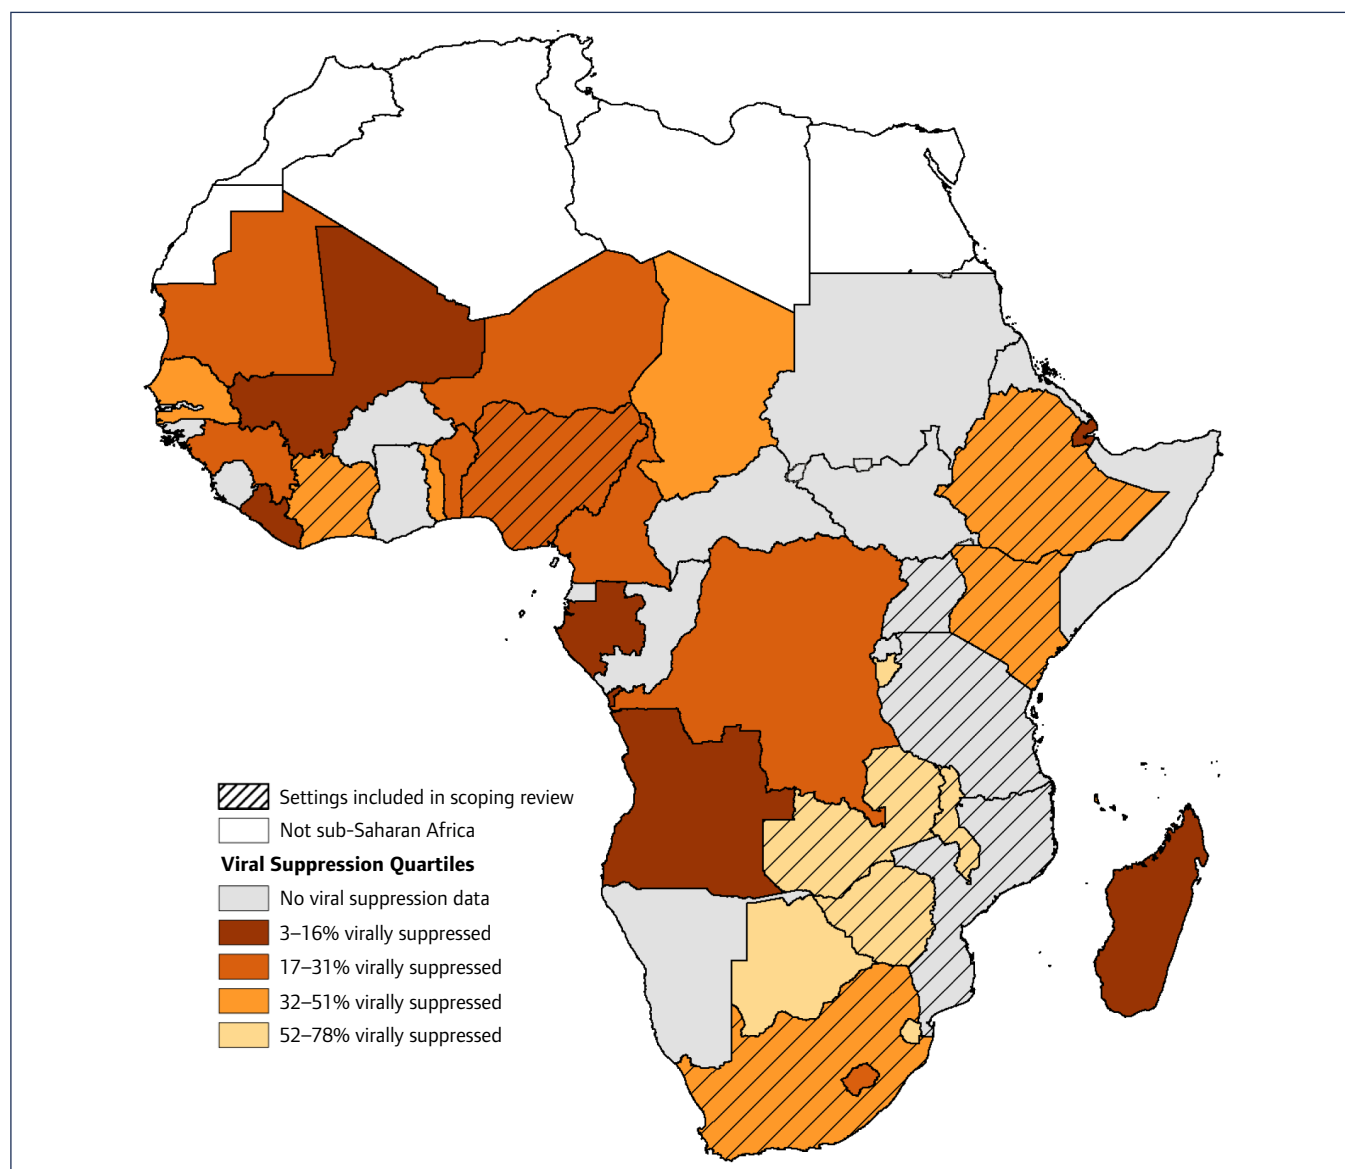 Settings included in scoping review
Not sub-Saharan Africa
Viral Suppression Quartiles
No viral suppression data
3–16% virally suppressed
17–31% virally suppressed
32–51% virally suppressed
52–78% virally suppressed